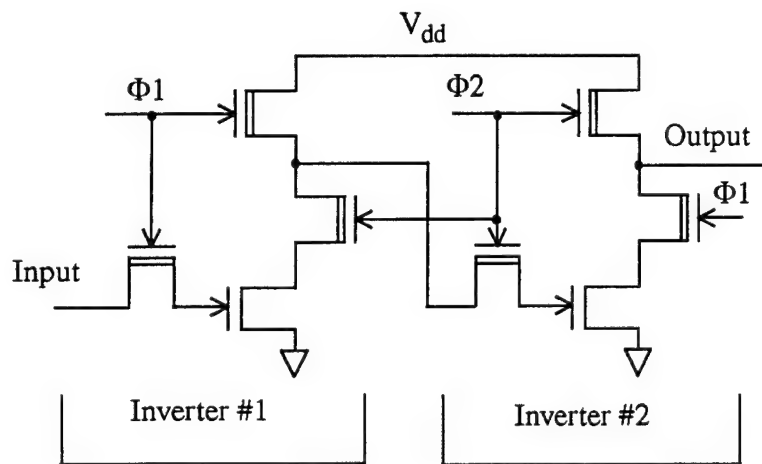 V_dd
Φ1
Φ2
Output
Φ1
Input
Inverter #1
Inverter #2